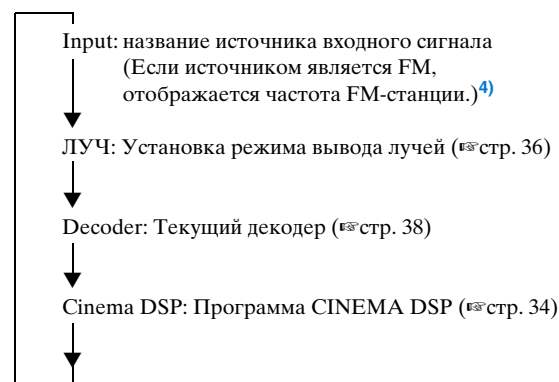 Input: название источника входного сигнала
(Если источником является FM,
отображается частота FM-станции.)4)
ЛУЧ: Установка режима вывода лучей (☞стр. 36)
Decoder: Текущий декодер (☞стр. 38)
Cinema DSP: Программа CINEMA DSP (☞стр. 34)